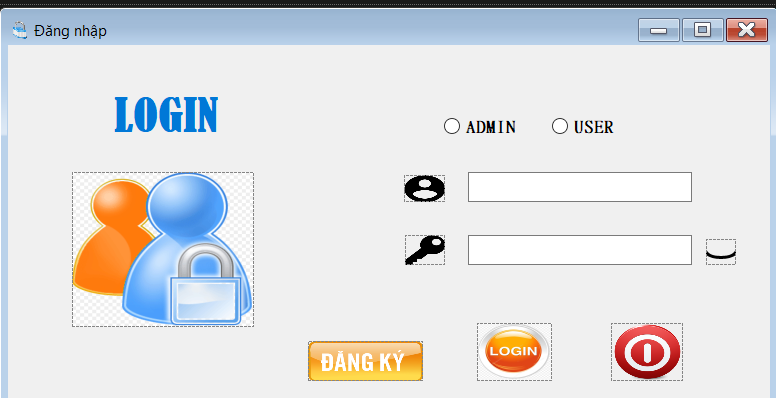 Đăng nhập
LOGIN
ADMIN USER
ĐĂNG KÝ
LOGIN